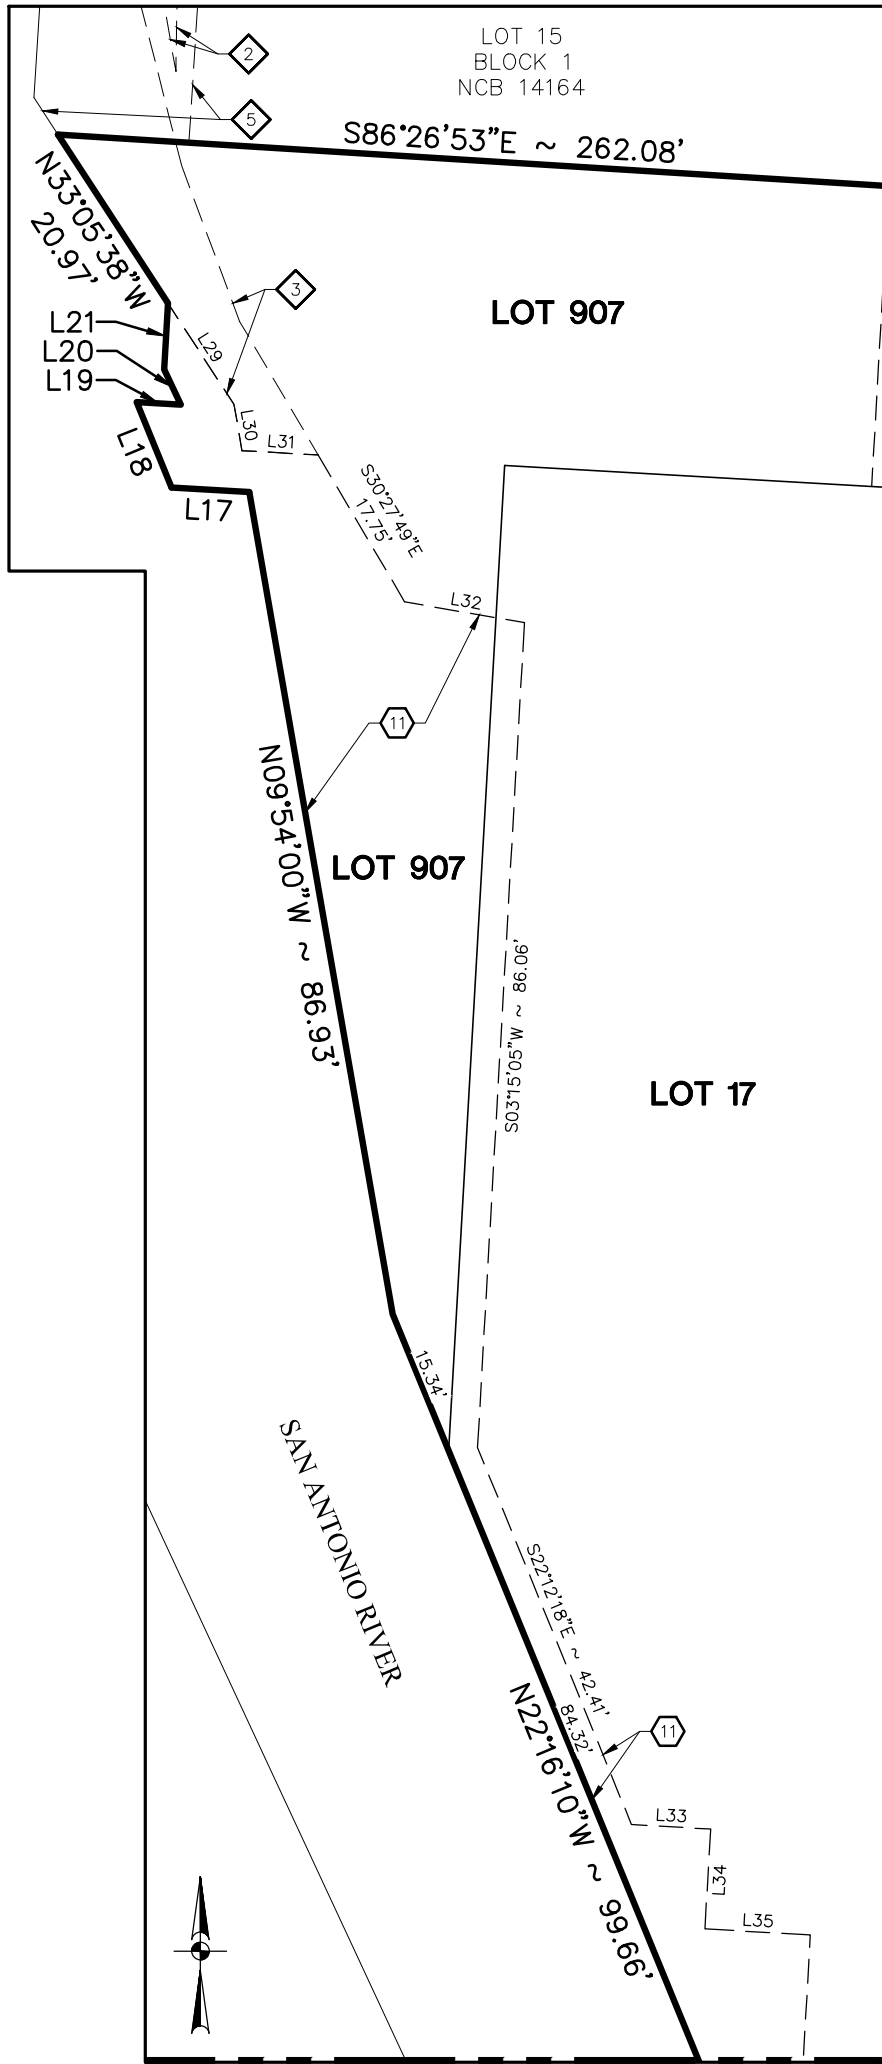 LOT 15
BLOCK 1
NCB 14164
2
5
S86°26'53"E ~ 262.08'
N33°05'38"W
20.97'
3
LOT 907
L21
L20
L19
L29
L30
L31
L18
L17
S30°27'49"E
17.75'
L32
11
N09°54'00"W ~ 86.93'
LOT 907
S03°15'05"W ~ 86.06'
LOT 17
15.34'
SAN ANTONIO RIVER
S22°12'18"E ~ 42.41'
84.32'
N22°16'10"W ~ 99.66'
11
L33
L34
L35